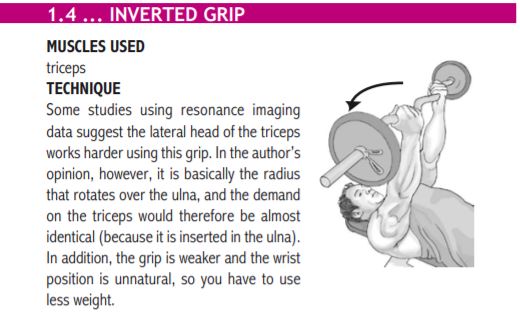 1.4 ... INVERTED GRIP
MUSCLES USED
triceps
TECHNIQUE
Some studies using resonance imaging
data suggest the lateral head of the triceps
works harder using this grip. In the author's
opinion, however, it is basically the radius
that rotates over the ulna, and the demand
on the triceps would therefore be almost
identical (because it is inserted in the ulna).
In addition, the grip is weaker and the wrist
position is unnatural, so you have to use
less weight.